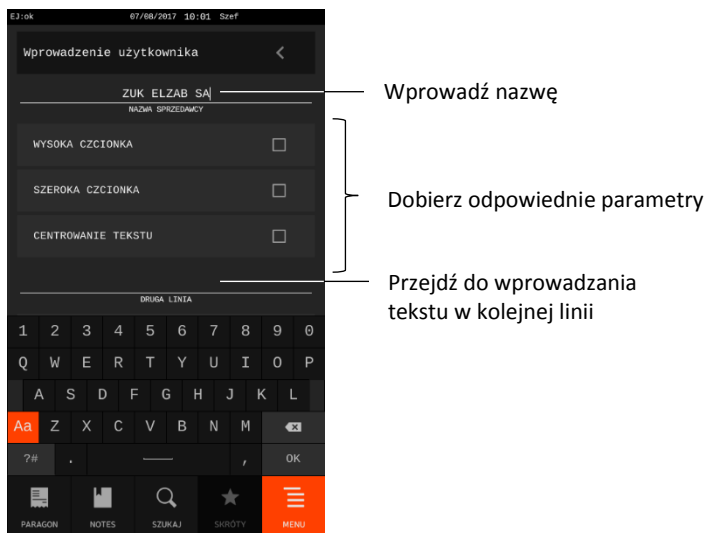 EJ:ok 07/08/2017 10:01 Szef
Wprowadzenie użytkownika
ZUK ELZAB SA
NAZWA SPRZEDAWCY
WYSOKA CZCIONKA
SZEROKA CZCIONKA
CENTROWANIE TEKSTU
DRUGA LINIA
1 2 3 4 5 6 7 8 9 0
Q W E R T Y U I O P
A S D F G H J K L
Aa Z X C V B N M
?# . , OK
PARAGON NOTES SZUKAJ SKRÓTY MENU
Wprowadź nazwę
Dobierz odpowiednie parametry
Przejdź do wprowadzania
tekstu w kolejnej linii